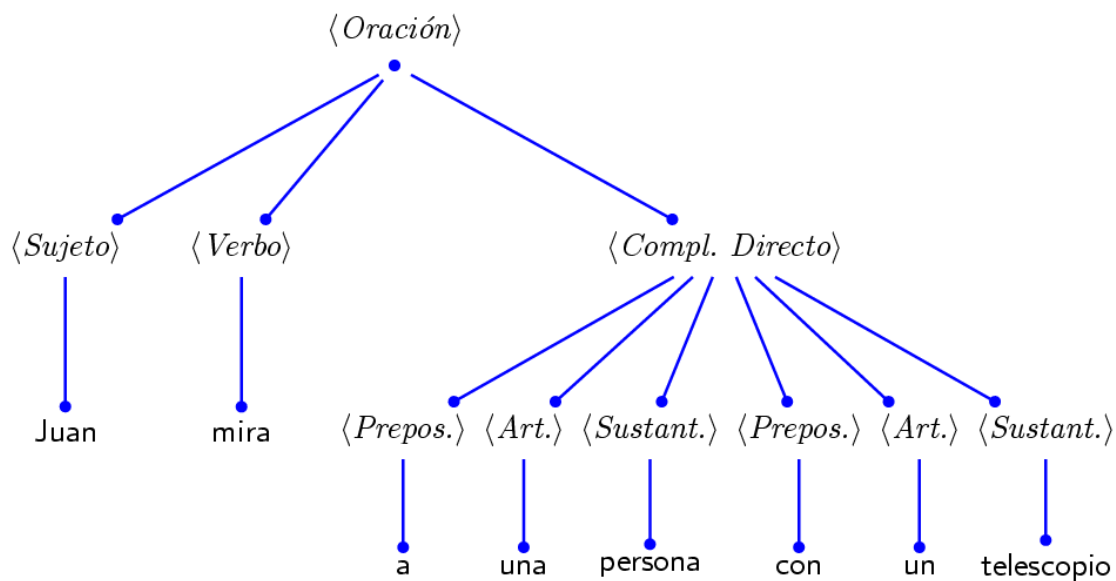 ⟨Oración⟩
⟨Sujeto⟩ ⟨Verbo⟩ ⟨Compl. Directo⟩
Juan mira ⟨Prepos.⟩ ⟨Art.⟩ ⟨Sustant.⟩ ⟨Prepos.⟩ ⟨Art.⟩ ⟨Sustant.⟩
a una persona con un telescopio